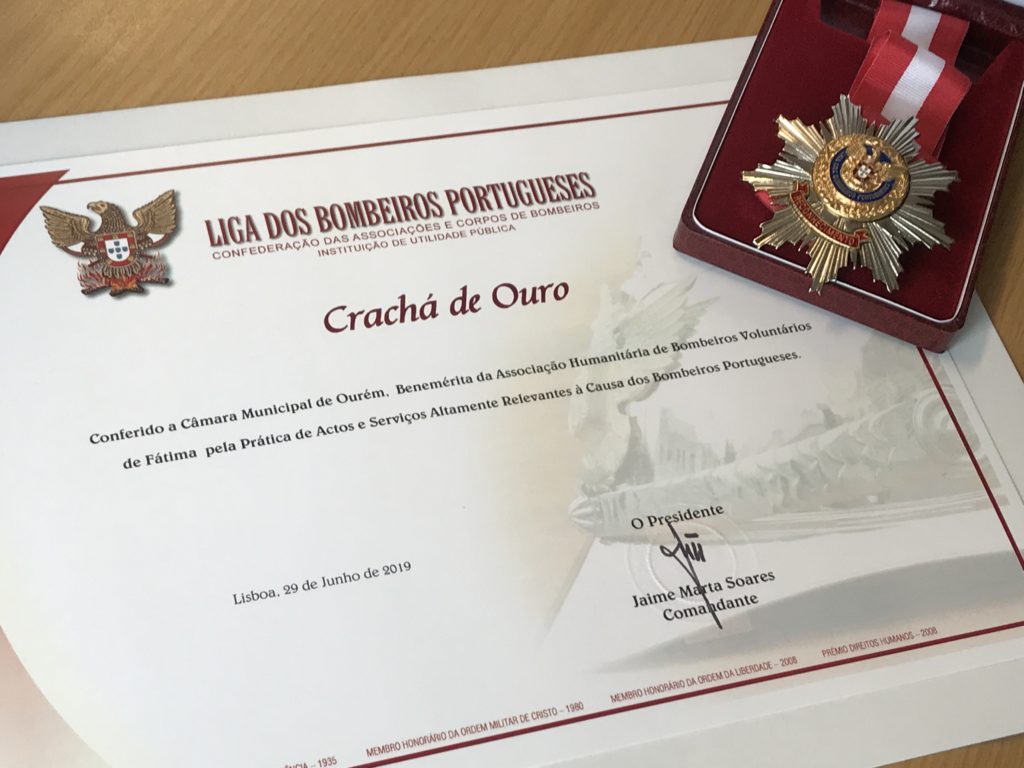 LIGA DOS BOMBEIROS PORTUGUESES
CONFEDERAÇÃO DAS ASSOCIAÇÕES E CORPOS DE BOMBEIROS
INSTITUIÇÃO DE UTILIDADE PÚBLICA
Crachá de Ouro
Conferido a Câmara Municipal de Ourém, Benemérita da Associação Humanitária de Bombeiros Voluntários
de Fátima pela Prática de Actos e Serviços Altamente Relevantes à Causa dos Bombeiros Portugueses.
Lisboa, 29 de Junho de 2019
O Presidente
Jaime Marta Soares
Comandante
– 1935
MEMBRO HONORÁRIO DA ORDEM MILITAR DE CRISTO – 1980
MEMBRO HONORÁRIO DA ORDEM DA LIBERDADE – 2008
PRÉMIO DIREITOS HUMANOS – 2008